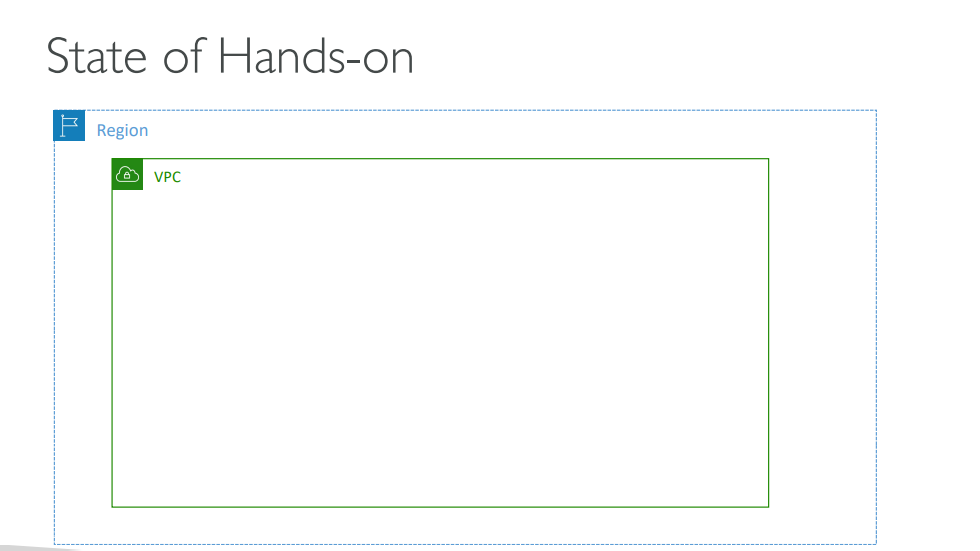 State of Hands-on
Region
VPC